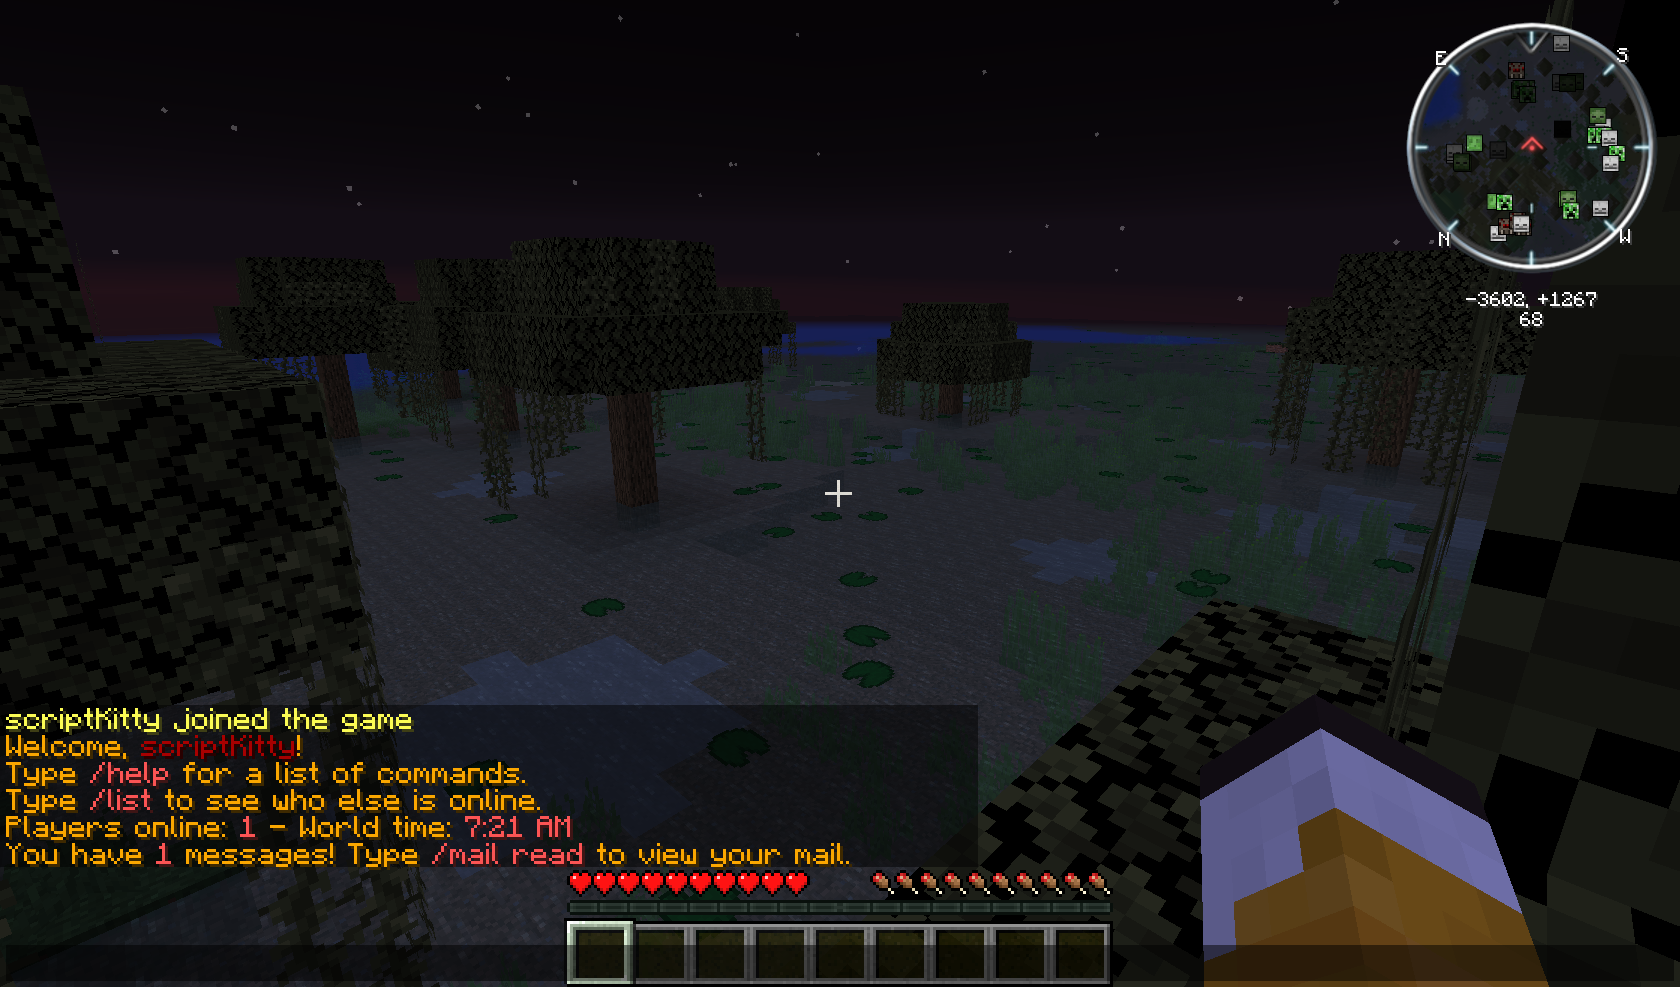 E S
N W
-3602, +1267
68
scriptKitty joined the game
Welcome, scriptKitty!
Type /help for a list of commands.
Type /list to see who else is online.
Players online: 1 - World time: 7:21 AM
You have 1 messages! Type /mail read to view your mail.